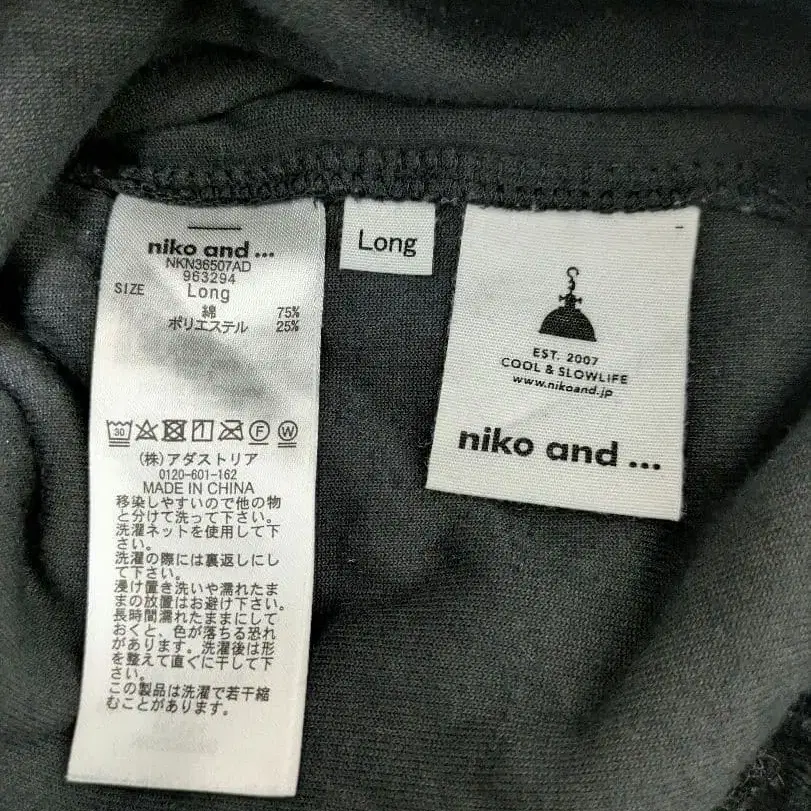 niko and ...
NKN36507AD
963294
SIZE Long
綿 75%
ポリエステル 25%
30
F
W
(株)アダストリア
0120-601-162
MADE IN CHINA
移染しやすいので他の物
と分けて洗って下さい。
洗濯ネットを使用して下
さい。
洗濯の際には裏返しにし
て下さい。
浸け置き洗いや濡れたま
まの放置はお避け下さい。
長時間濡れたままにして
おくと、色が落ちる恐れ
があります。洗濯後は形
を整えて直ぐに干して下
さい。
この製品は洗濯で若干縮
むことがあります。
Long
EST. 2007
COOL & SLOWLIFE
www.nikoand.jp
niko and ...